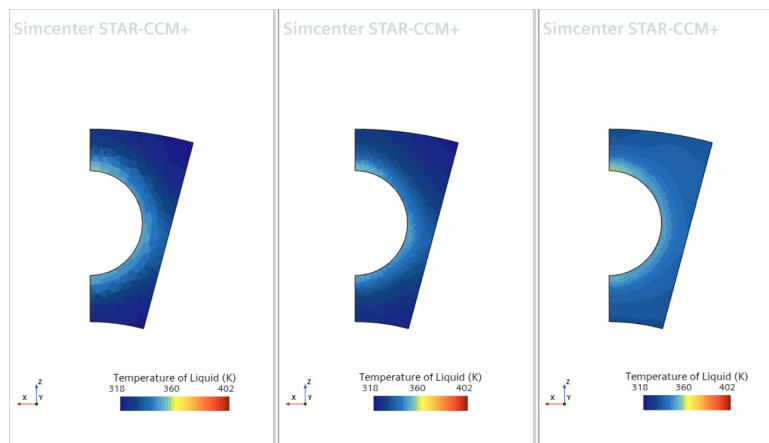 Simcenter STAR-CCM+
Simcenter STAR-CCM+
Simcenter STAR-CCM+
Z
X
Y
Temperature of Liquid (K)
318
360
402
Z
X
Y
Temperature of Liquid (K)
318
360
402
Z
X
Y
Temperature of Liquid (K)
318
360
402